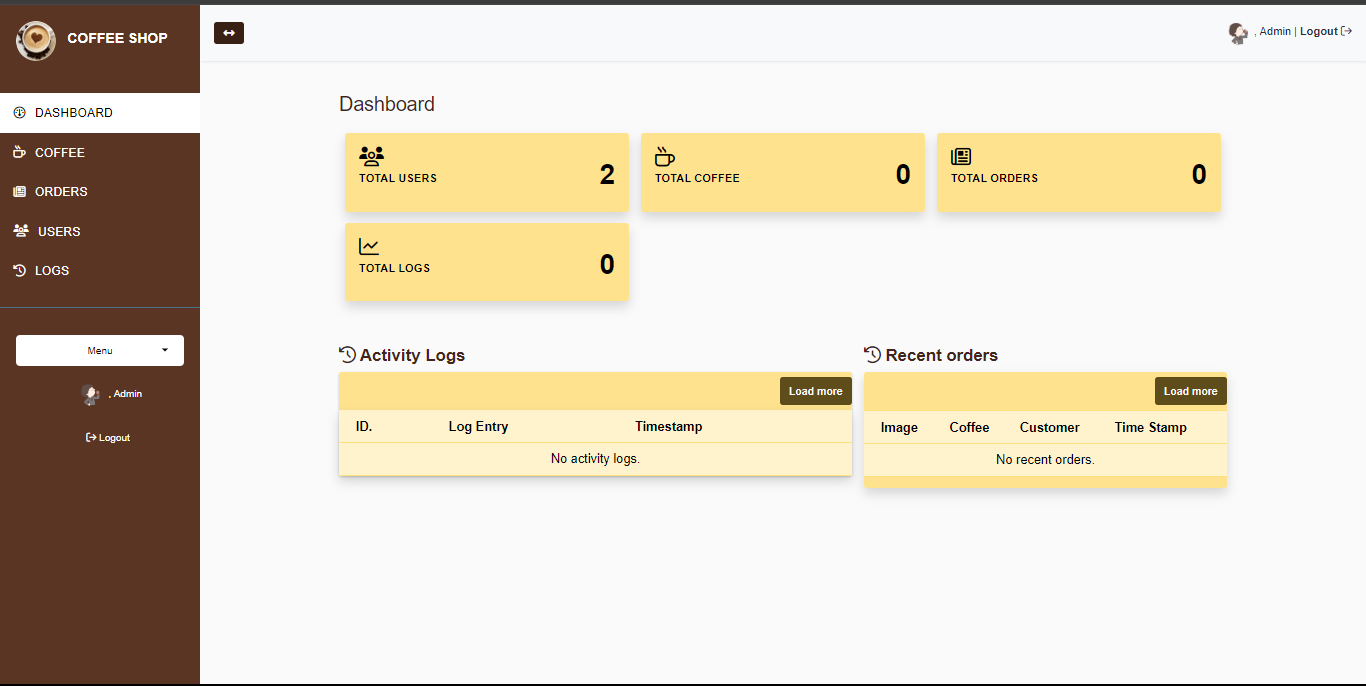 COFFEE SHOP
, Admin | Logout
DASHBOARD
COFFEE
ORDERS
USERS
LOGS
Menu
, Admin
Logout
Dashboard
TOTAL USERS
2
TOTAL COFFEE
0
TOTAL ORDERS
0
TOTAL LOGS
0
Activity Logs
Load more
ID. Log Entry Timestamp
No activity logs.
Recent orders
Load more
Image Coffee Customer Time Stamp
No recent orders.